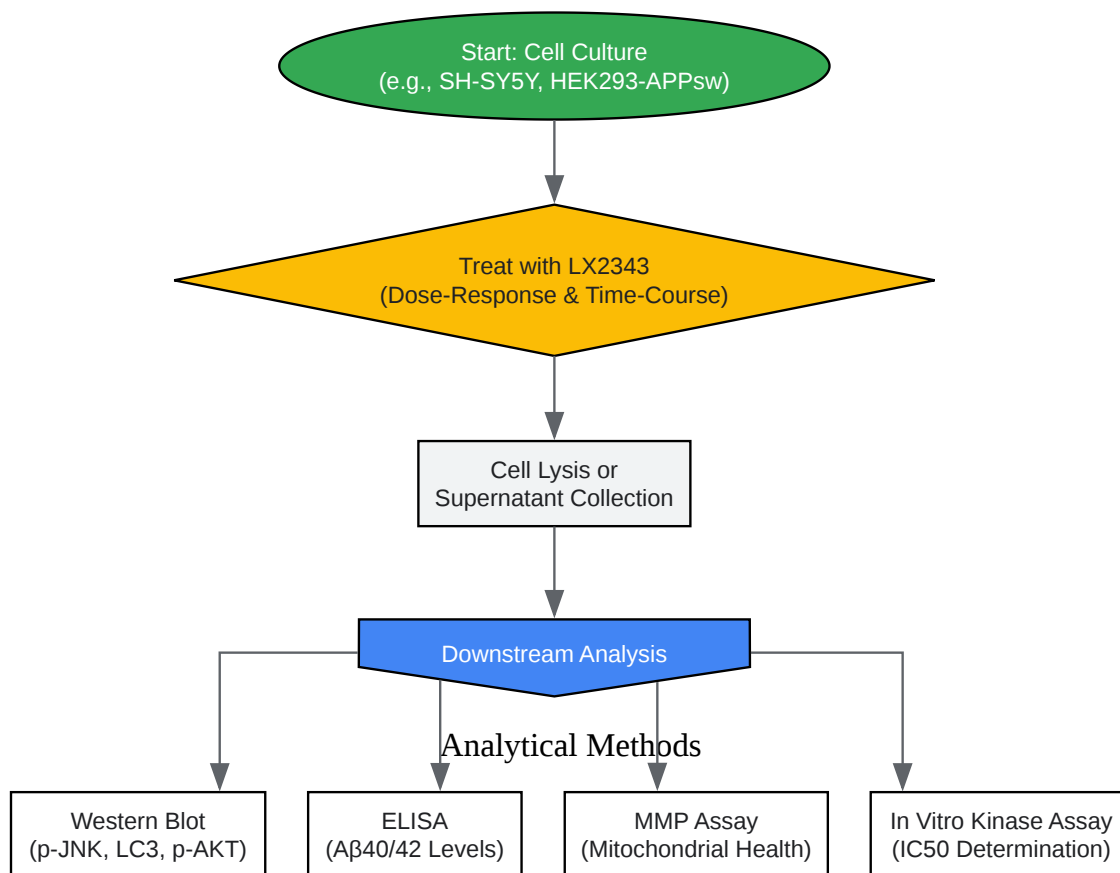 Start: Cell Culture
(e.g., SH-SY5Y, HEK293-APPsw)
Treat with LX2343
(Dose-Response & Time-Course)
Cell Lysis or
Supernatant Collection
Downstream Analysis
Analytical Methods
Western Blot
(p-JNK, LC3, p-AKT)
ELISA
(Aβ40/42 Levels)
MMP Assay
(Mitochondrial Health)
In Vitro Kinase Assay
(IC50 Determination)